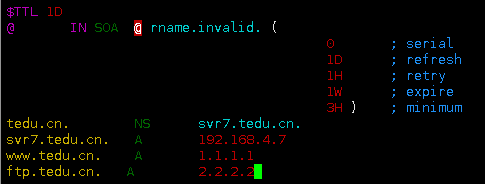 $TTL 1D
@ IN SOA @ rname.invalid. (
0 ; serial
1D ; refresh
1H ; retry
1W ; expire
3H ) ; minimum
tedu.cn. NS svr7.tedu.cn.
svr7.tedu.cn. A 192.168.4.7
www.tedu.cn. A 1.1.1.1
ftp.tedu.cn. A 2.2.2.2